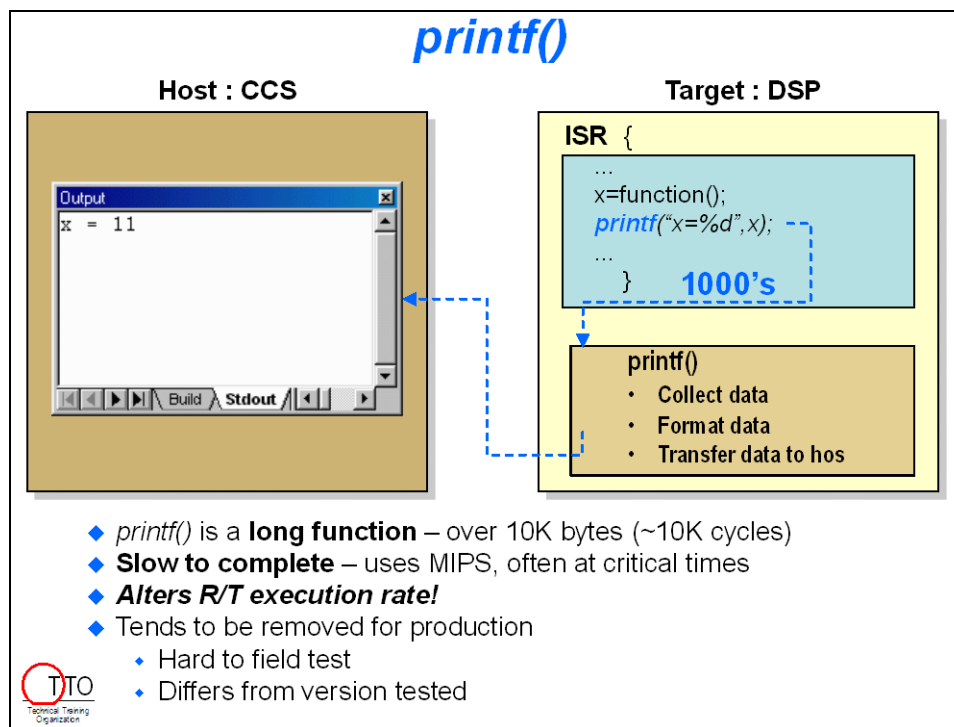 printf()
Host : CCS
Target : DSP
Output
x = 11
Build
Stdout
ISR {
...
x=function();
printf(“x=%d”,x);
...
}
1000’s
printf()
• Collect data
• Format data
• Transfer data to hos
◆ printf() is a long function – over 10K bytes (~10K cycles)
◆ Slow to complete – uses MIPS, often at critical times
◆ Alters R/T execution rate!
◆ Tends to be removed for production
◆ Hard to field test
◆ Differs from version tested
TTO
Technical Training
Organization